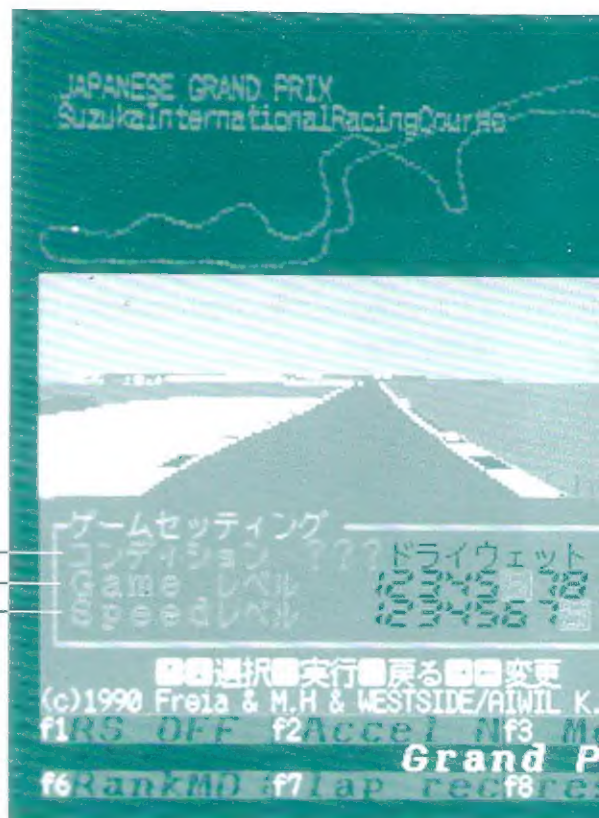 JAPANESE GRAND PRIX
SuzukaInternationalRacingCourse
ゲームセッティング
コンディション ???ドライウェット
Game レベル 12345 78
Speedレベル 1234567
選択 実行 戻る 変更
(c)1990 Freia & M.H & WESTSIDE/AIWIL K.
f1RS OFF f2Accel N f3
Grand P
f6RankMD f7lap rec f8res